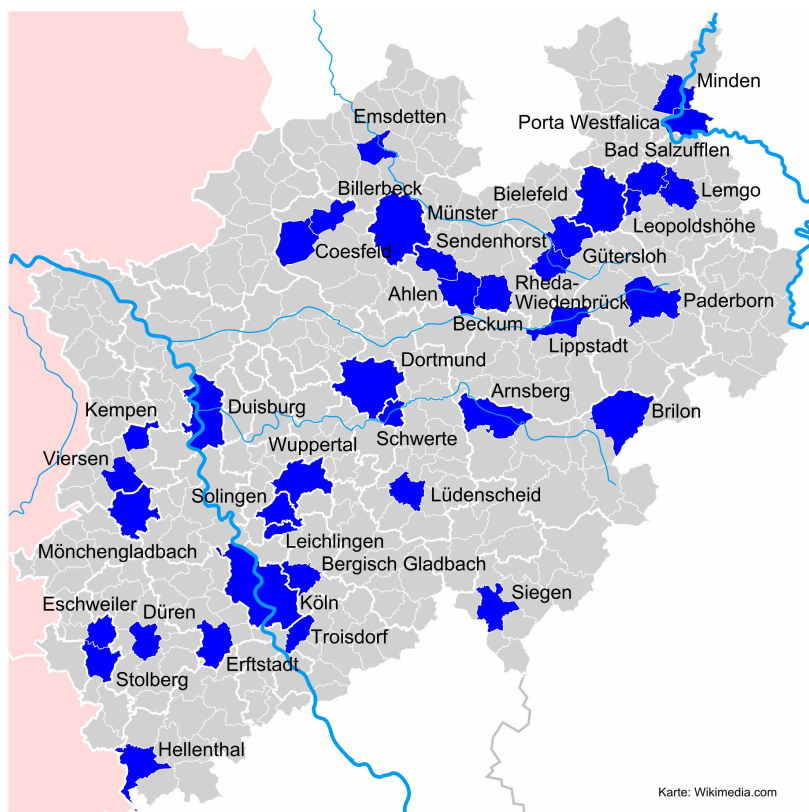 Minden
Emsdetten
Porta Westfalica
Bad Salzuflen
Billerbeck
Bielefeld
Lemgo
Münster
Leopoldshöhe
Coesfeld
Sendenhorst
Gütersloh
Ahlen
Rheda-
Wiedenbrück
Paderborn
Beckum
Lippstadt
Dortmund
Arnsberg
Kempen
Duisburg
Brilon
Schwerte
Wuppertal
Viersen
Solingen
Lüdenscheid
Leichlingen
Mönchengladbach
Bergisch Gladbach
Siegen
Eschweiler
Düren
Köln
Troisdorf
Erftstadt
Stolberg
Hellenthal
Karte: Wikimedia.com